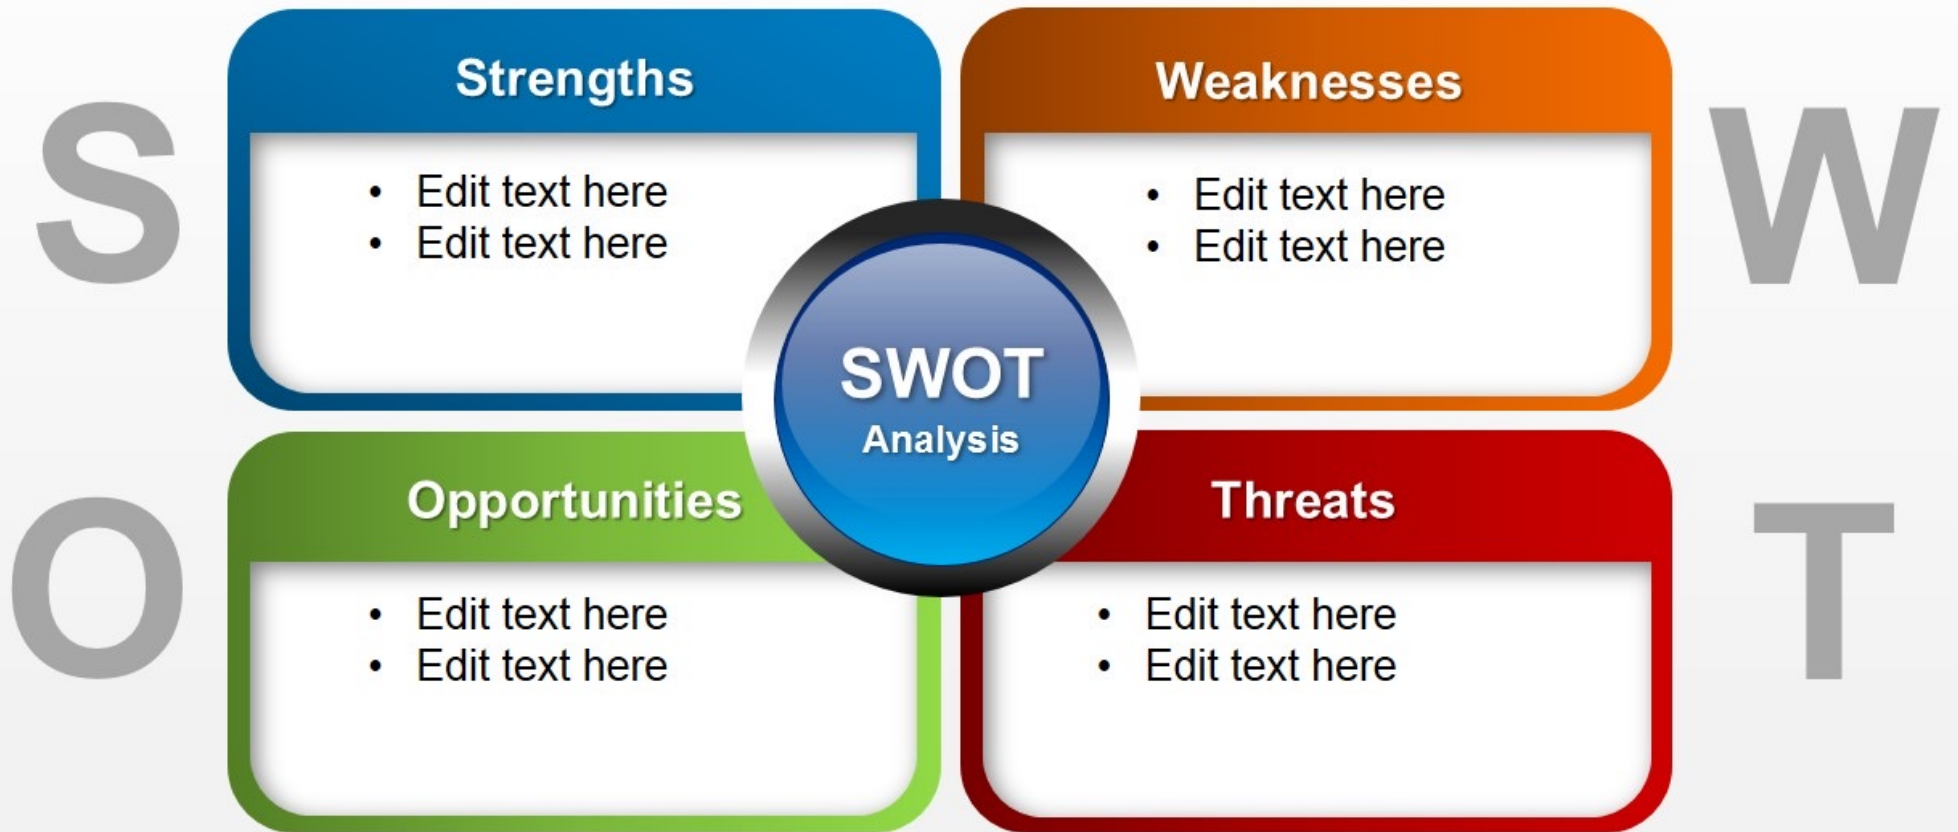 S
Strengths
• Edit text here
• Edit text here
Weaknesses
• Edit text here
• Edit text here
W
SWOT
Analysis
O
Opportunities
• Edit text here
• Edit text here
Threats
• Edit text here
• Edit text here
T